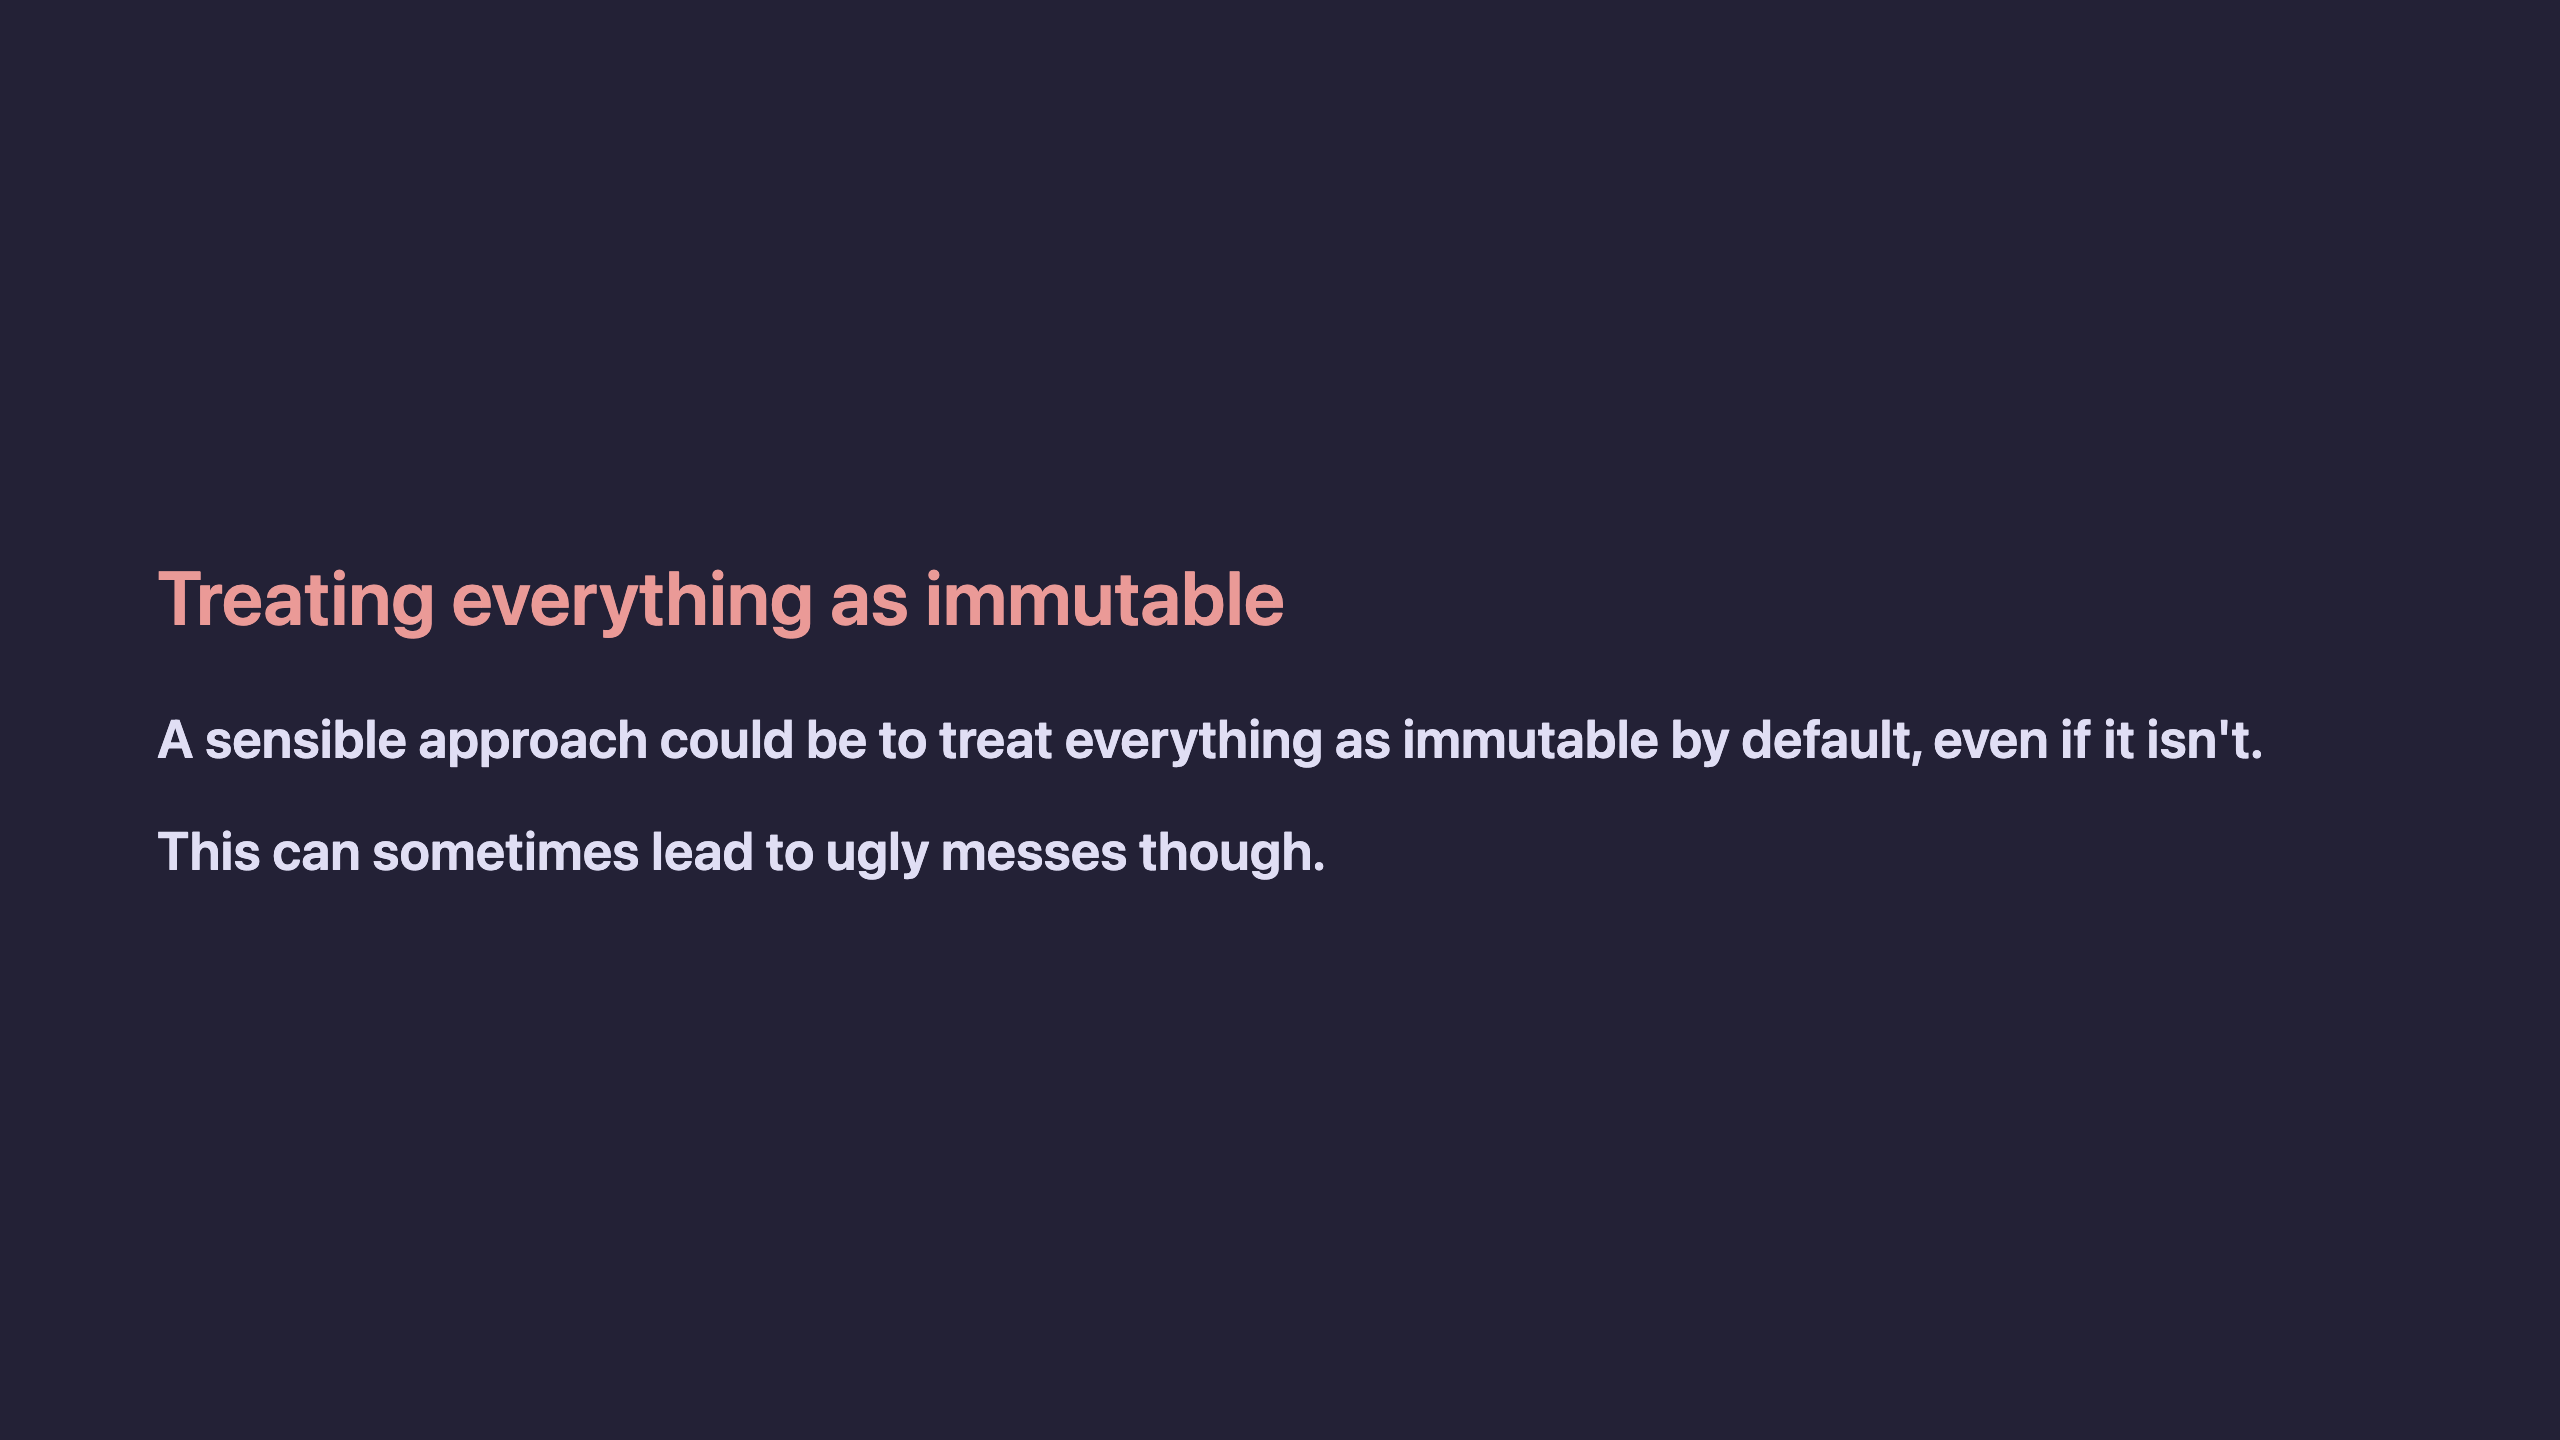 Treating everything as immutable
A sensible approach could be to treat everything as immutable by default, even if it isn't.
This can sometimes lead to ugly messes though.